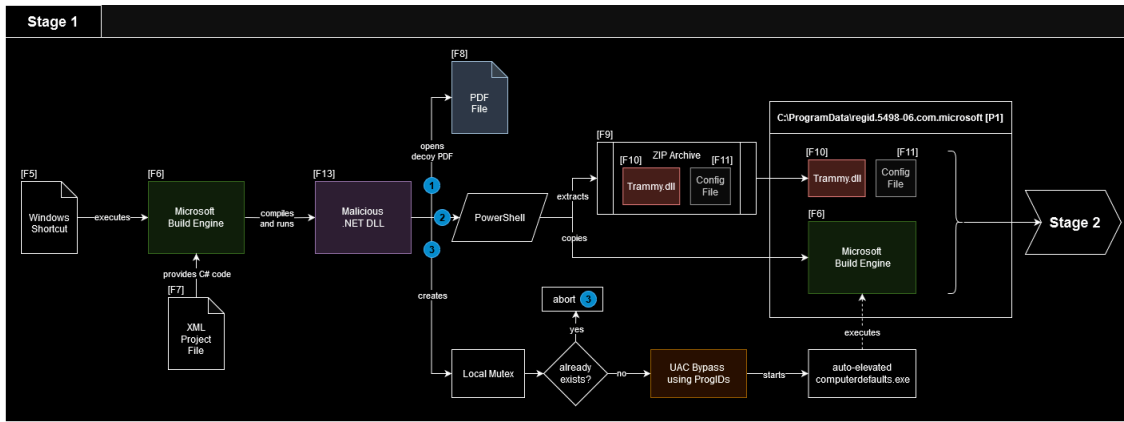 Stage 1
[F8]
PDF
File
opens
decoy PDF
[F5]
Windows
Shortcut
executes
[F6]
Microsoft
Build Engine
provides C# code
[F7]
XML
Project
File
compiles
and runs
[F13]
Malicious
.NET DLL
1
2
3
PowerShell
extracts
copies
[F9]
ZIP Archive
[F10]
Trammy.dll
[F11]
Config
File
C:\ProgramData\regid.5498-06.com.microsoft [P1]
[F10]
Trammy.dll
[F11]
Config
File
[F6]
Microsoft
Build Engine
Stage 2
creates
Local Mutex
already
exists?
yes
abort 3
no
UAC Bypass
using ProgIDs
starts
auto-elevated
computerdefaults.exe
executes